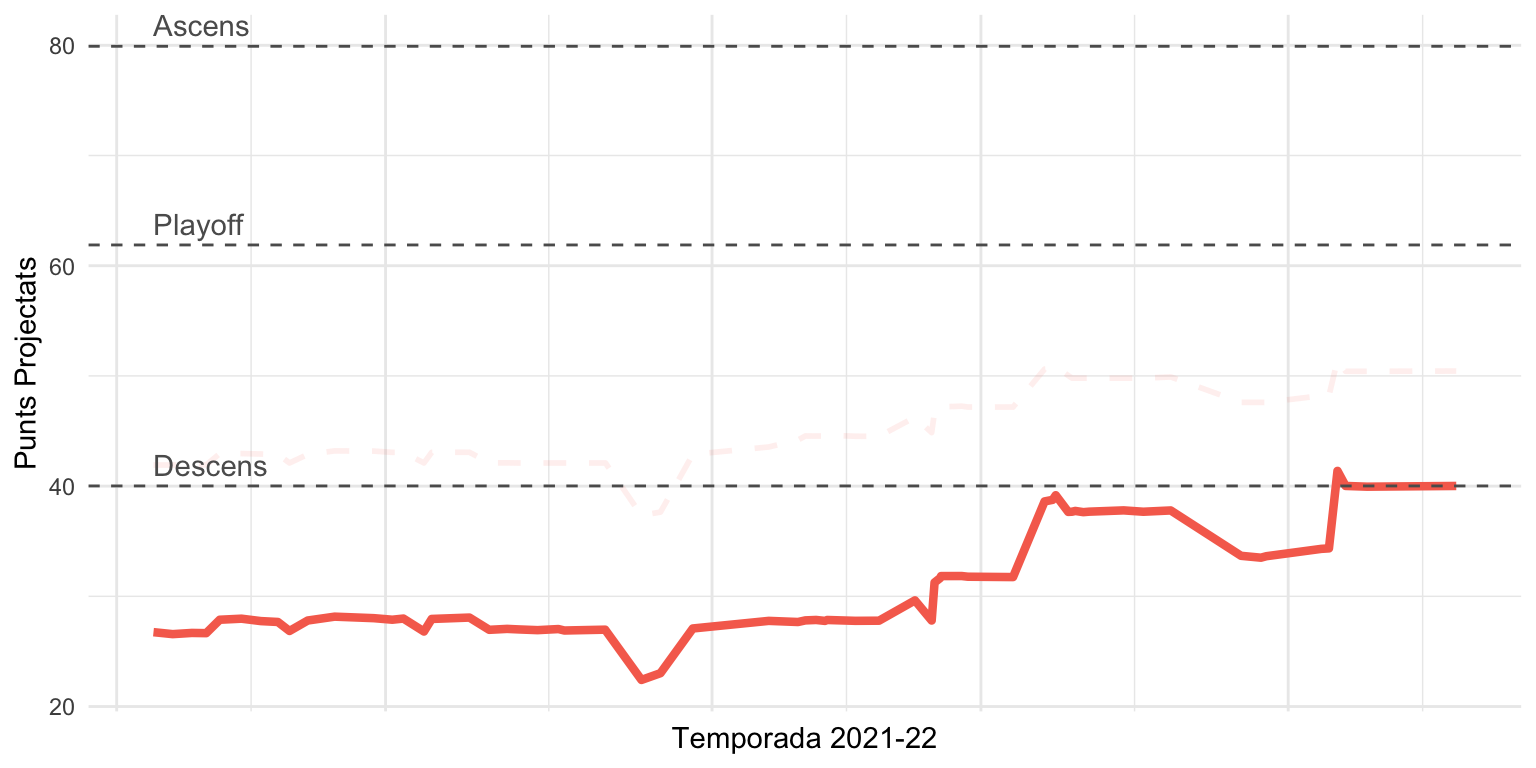 Ascens
80
Playoff
60
Punts Projectats
Descens
40
20
Temporada 2021-22